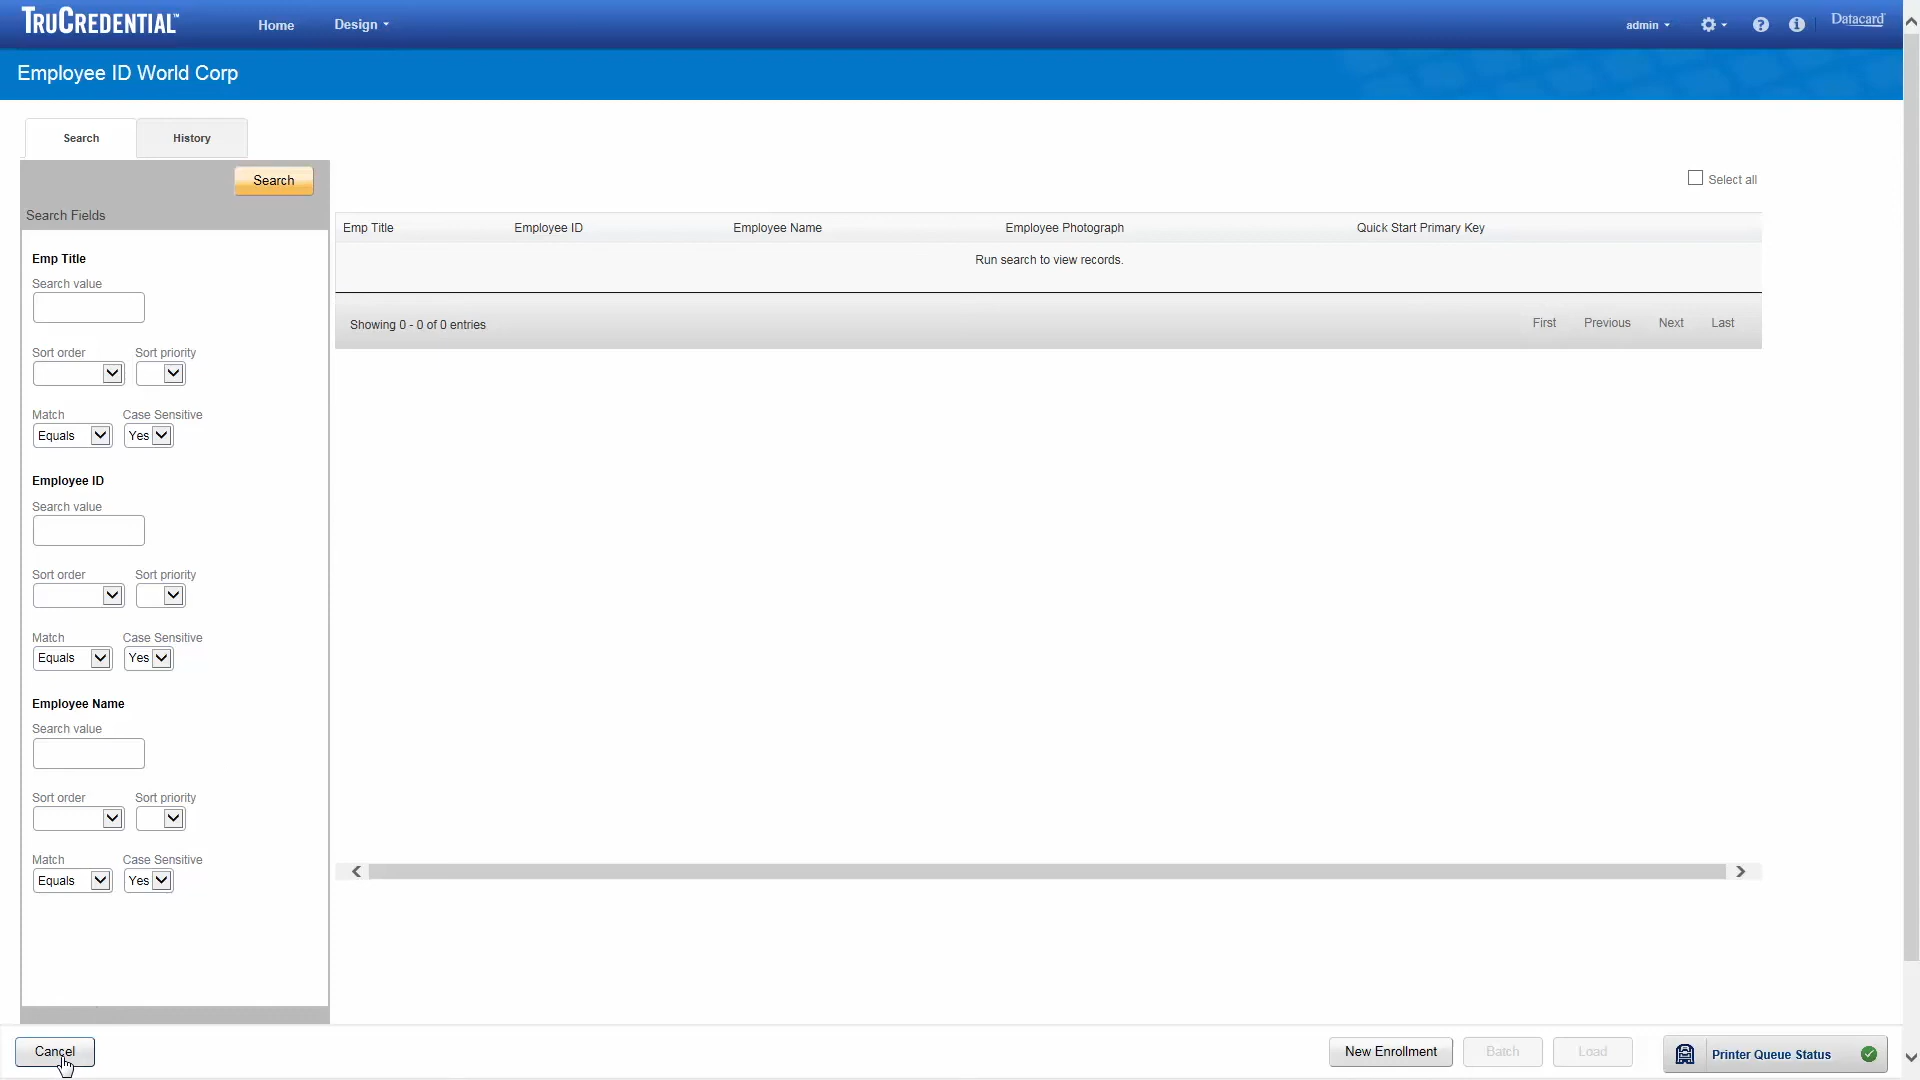 TRUCREDENTIAL™ Home Design admin Datacard
Employee ID World Corp
Search History
Search
Select all
Search Fields
Emp Title Employee ID Employee Name Employee Photograph Quick Start Primary Key
Run search to view records.
Showing 0 - 0 of 0 entries First Previous Next Last
Emp Title
Search value
Sort order Sort priority
Match Case Sensitive
Equals Yes
Employee ID
Search value
Sort order Sort priority
Match Case Sensitive
Equals Yes
Employee Name
Search value
Sort order Sort priority
Match Case Sensitive
Equals Yes
Cancel New Enrollment Batch Load Printer Queue Status